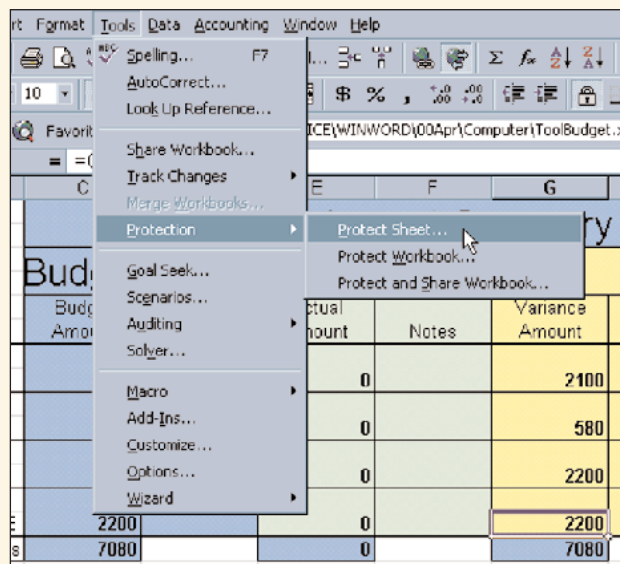 rt Format Tools Data Accounting Window Help
Spelling... F7
10 $ % ,
AutoCorrect...
Look Up Reference...
Favorit ICE\WINWORD\00Apr\Computer\ToolBudget.x
Share Workbook...
= =(
Track Changes
C E F G
Merge Workbooks...
Protection Protect Sheet... ry
Protect Workbook...
Protect and Share Workbook...
Bud
Goal Seek...
Scenarios...
Auditing
Solver...
Budg ctual Variance
Amou mount Notes Amount
Macro 0 2100
Add-Ins...
Customize... 0 580
Options... 0 2200
Wizard
E 2200 0 2200
s 7080 0 7080